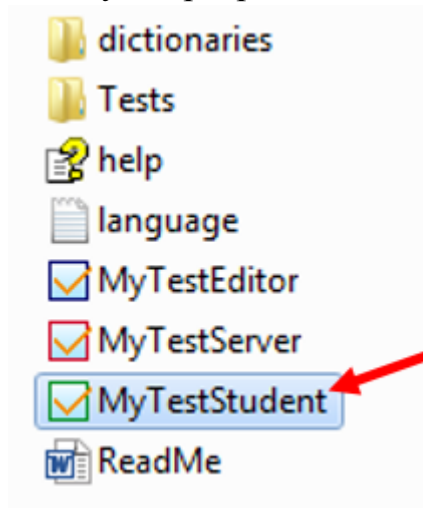 dictionaries
Tests
help
language
MyTestEditor
MyTestServer
MyTestStudent
ReadMe